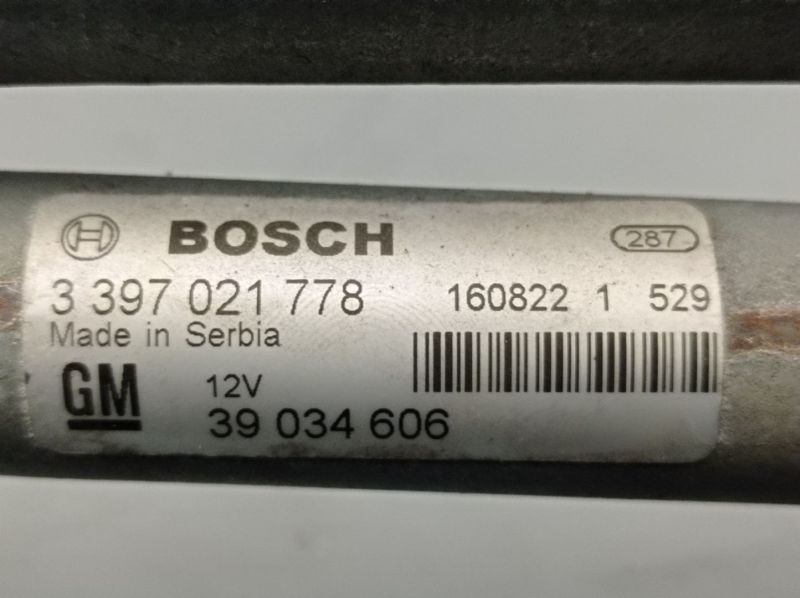 BOSCH 287
3 397 021 778 160822 1 529
Made in Serbia
GM 12V
39 034 606